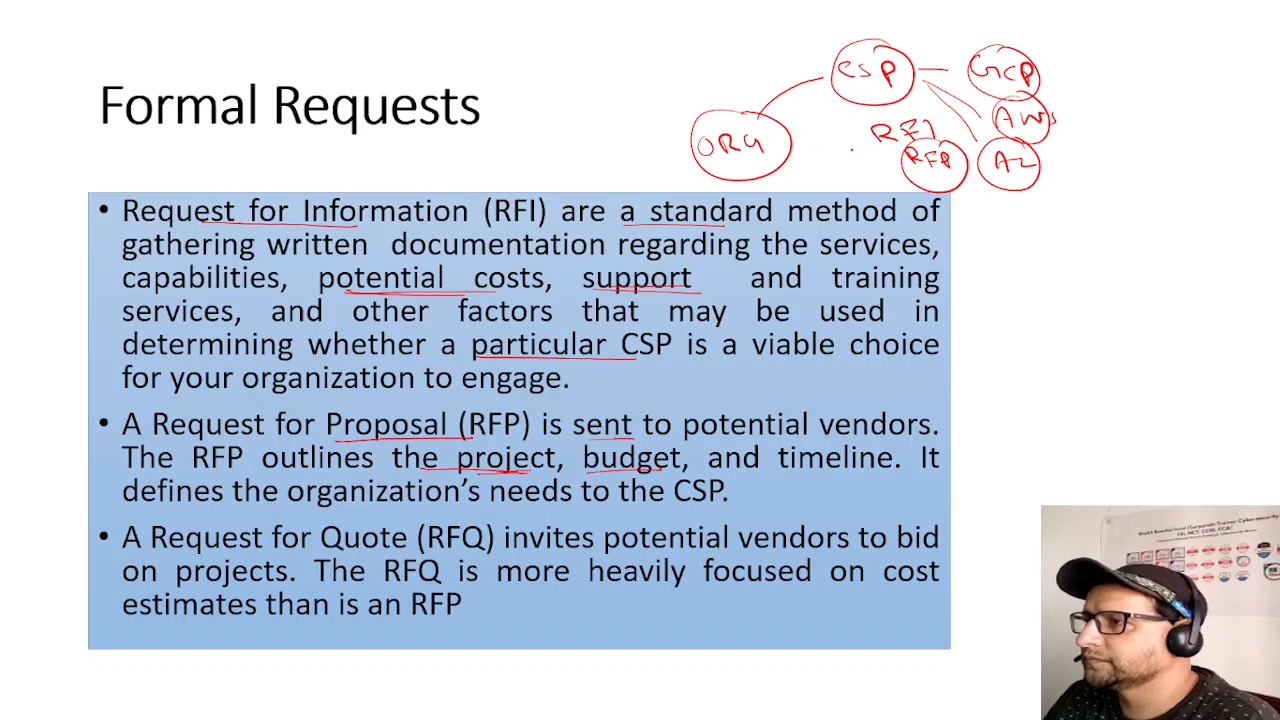 Formal Requests
CSP
GCP
AWS
ORG
RFI
RFP
AZ
• Request for Information (RFI) are a standard method of
gathering written documentation regarding the services,
capabilities, potential costs, support and training
services, and other factors that may be used in
determining whether a particular CSP is a viable choice
for your organization to engage.
• A Request for Proposal (RFP) is sent to potential vendors.
The RFP outlines the project, budget, and timeline. It
defines the organization's needs to the CSP.
• A Request for Quote (RFQ) invites potential vendors to bid
on projects. The RFQ is more heavily focused on cost
estimates than is an RFP